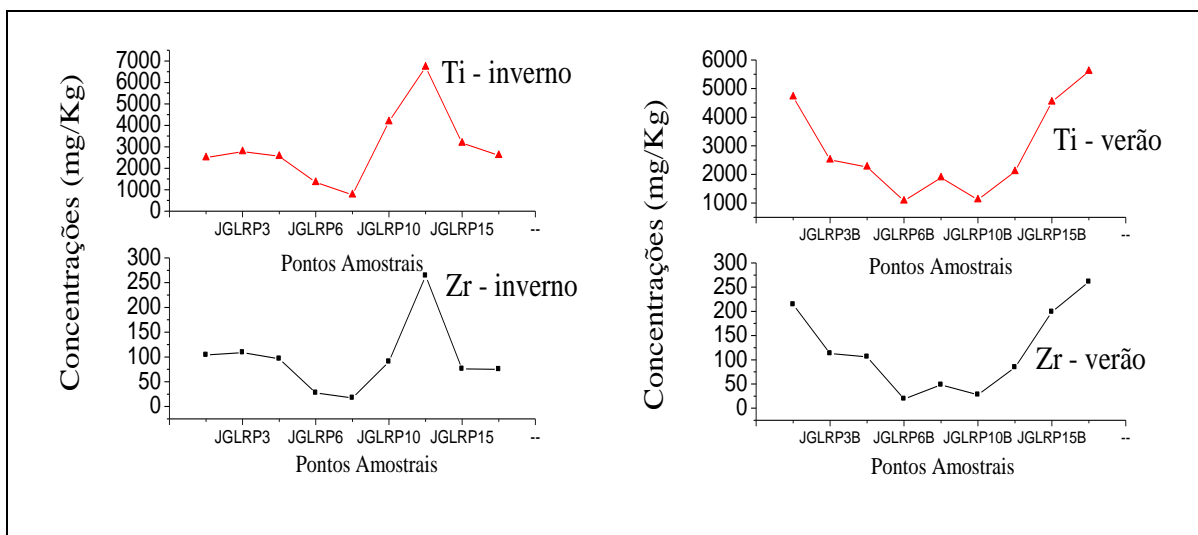 Concentrações (mg/Kg)
7000
6000
5000
4000
3000
2000
1000
0
Ti - inverno
JGLRP3 JGLRP6 JGLRP10 JGLRP15 --
Pontos Amostrais
300
250
200
150
100
50
0
Zr - inverno
JGLRP3 JGLRP6 JGLRP10 JGLRP15 --
Pontos Amostrais
Concentrações (mg/Kg)
6000
5000
4000
3000
2000
1000
Ti - verão
JGLRP3B JGLRP6B JGLRP10B JGLRP15B --
Pontos Amostrais
300
250
200
150
100
50
0
Zr - verão
JGLRP3B JGLRP6B JGLRP10B JGLRP15B --
Pontos Amostrais